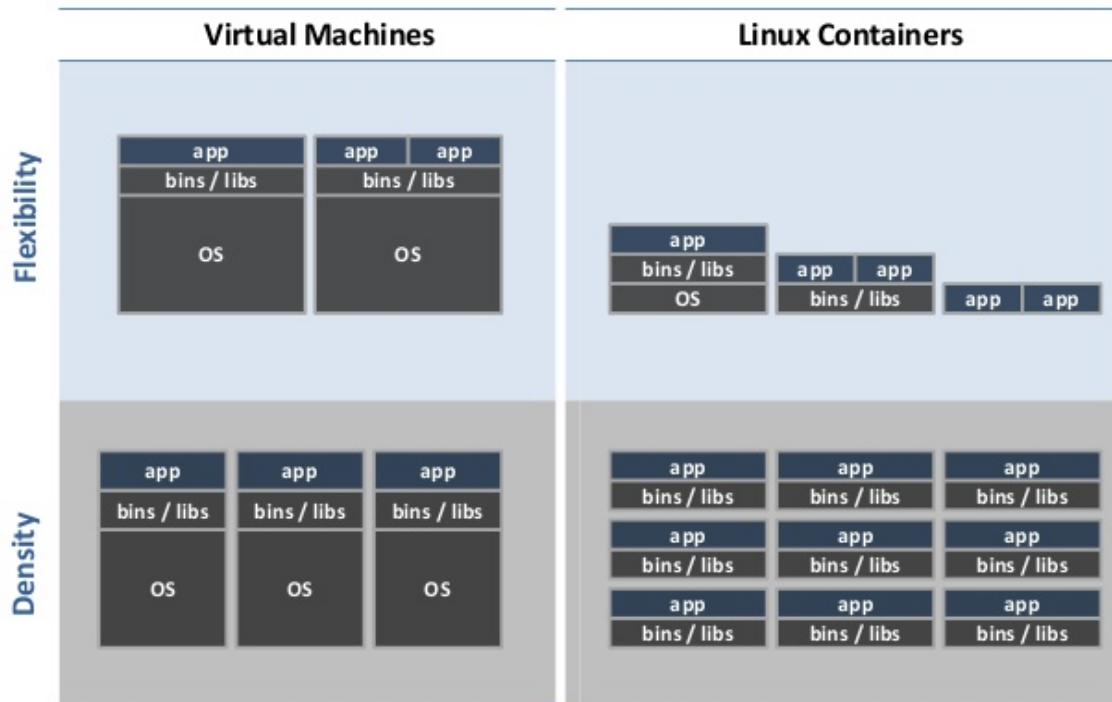 Virtual Machines
Linux Containers
Flexibility
app
bins / libs
OS
app app
bins / libs
OS
app
bins / libs
OS
app app
bins / libs
app app
Density
app app app
bins / libs bins / libs bins / libs
OS OS OS
app app app
bins / libs bins / libs bins / libs
app app app
bins / libs bins / libs bins / libs
app app app
bins / libs bins / libs bins / libs